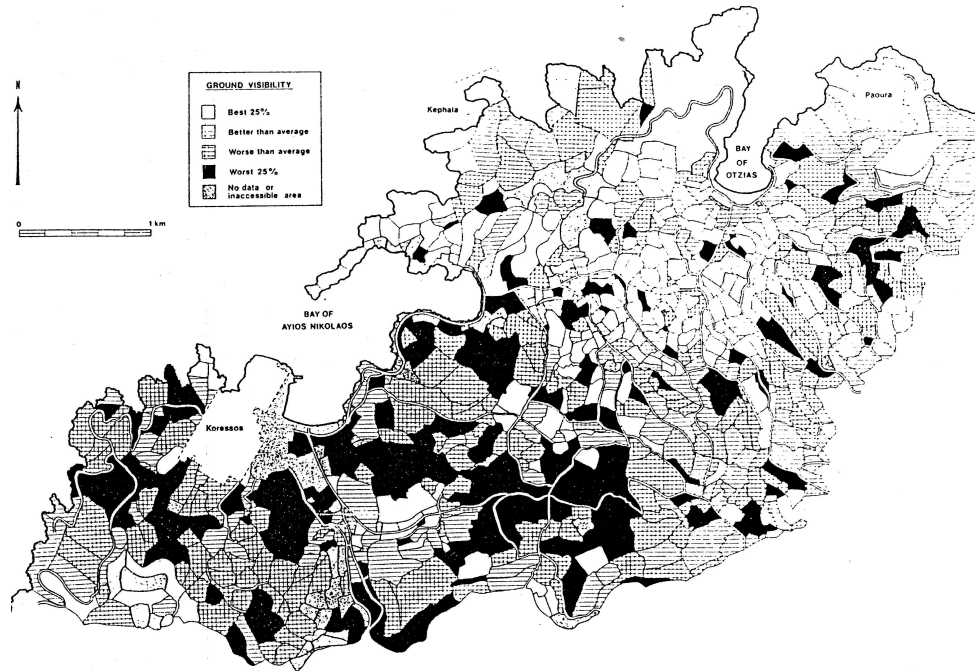 N
GROUND VISIBILITY
Best 25%
Better than average
Worse than average
Worst 25%
No data or
inaccessible area
0 1 km
Kephala
Paoura
BAY
OF
OTZIAS
BAY OF
AYIOS NIKOLAOS
Koressos